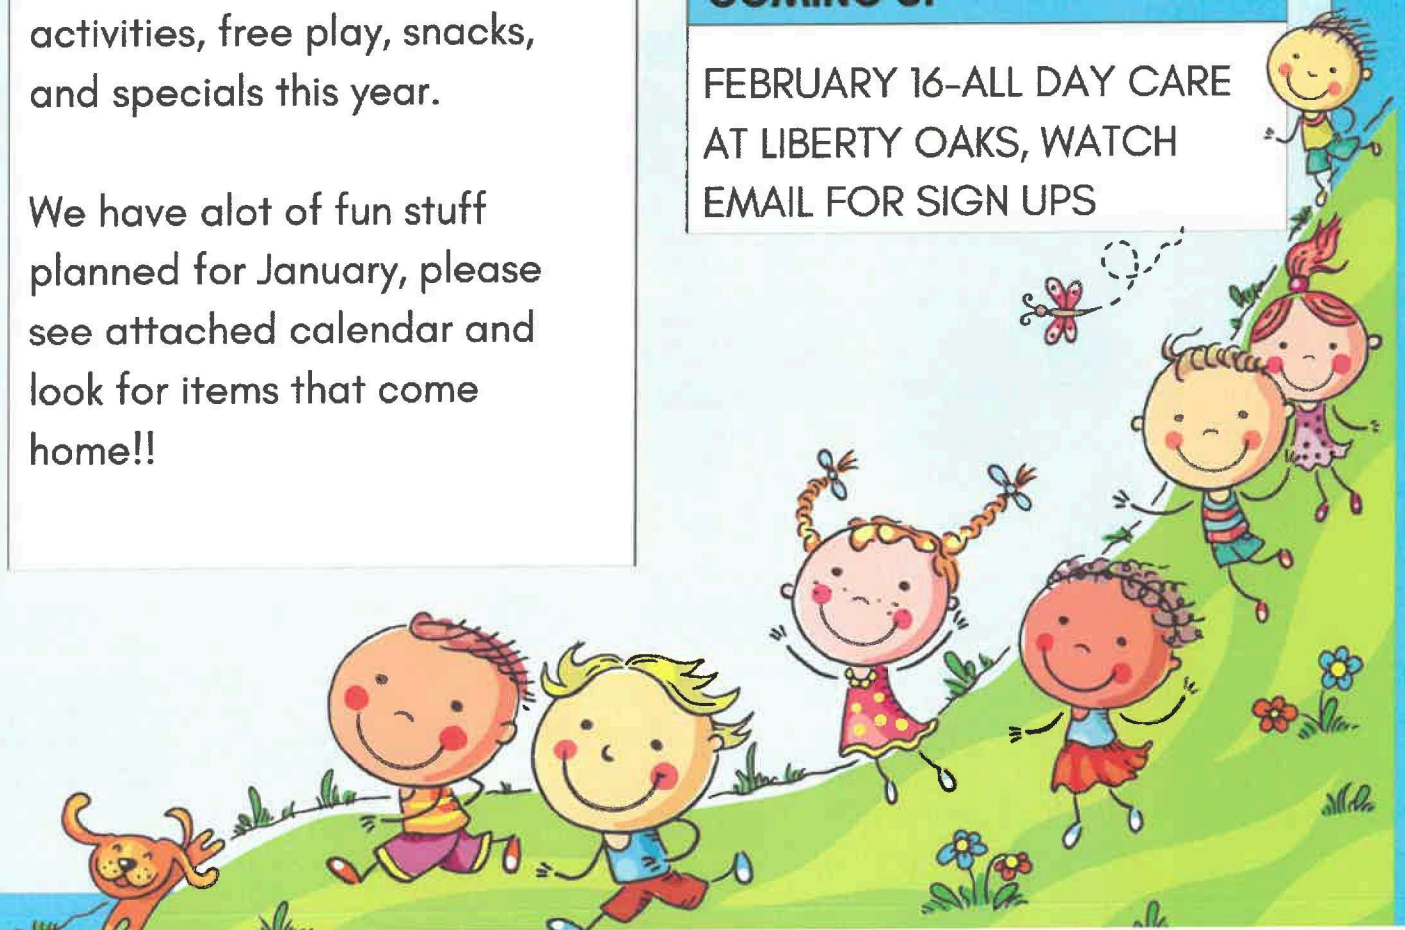 activities, free play, snacks,
and specials this year.
We have alot of fun stuff
planned for January, please
see attached calendar and
look for items that come
home!!
COMING
FEBRUARY 16-ALL DAY CARE
AT LIBERTY OAKS, WATCH
EMAIL FOR SIGN UPS